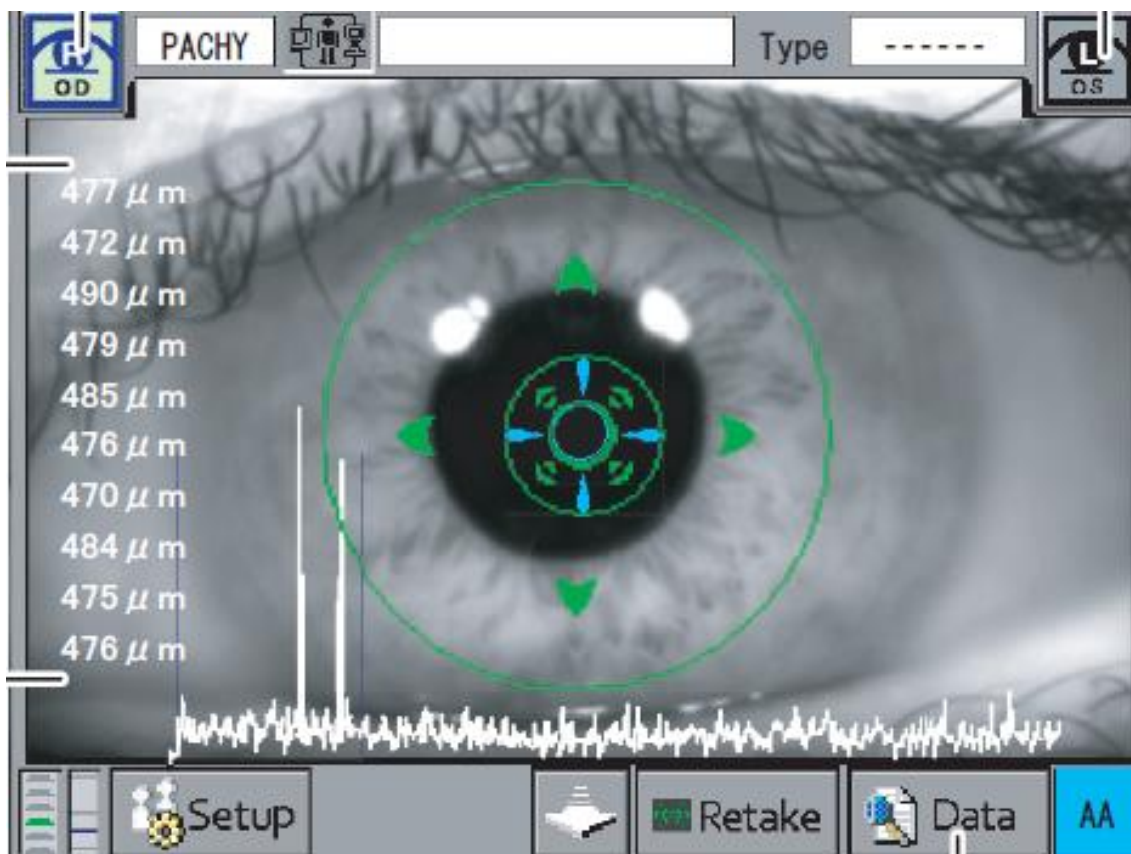 R
OD
PACHY
Type
------
L
OS
477 μm
472 μm
490 μm
479 μm
485 μm
476 μm
470 μm
484 μm
475 μm
476 μm
Setup
Retake
Data
AA